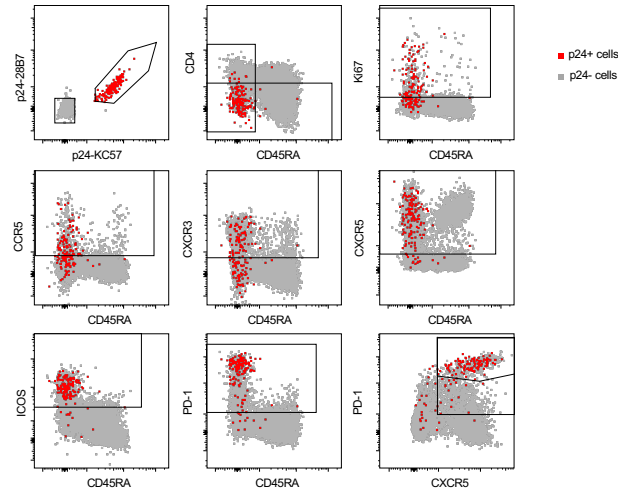 p24-28B7
p24-KC57
CD4
CD45RA
Ki67
CD45RA
p24+ cells
p24- cells
CCR5
CD45RA
CXCR3
CD45RA
CXCR5
CD45RA
ICOS
CD45RA
PD-1
CD45RA
PD-1
CXCR5